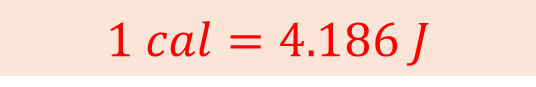 1 cal = 4.186 J